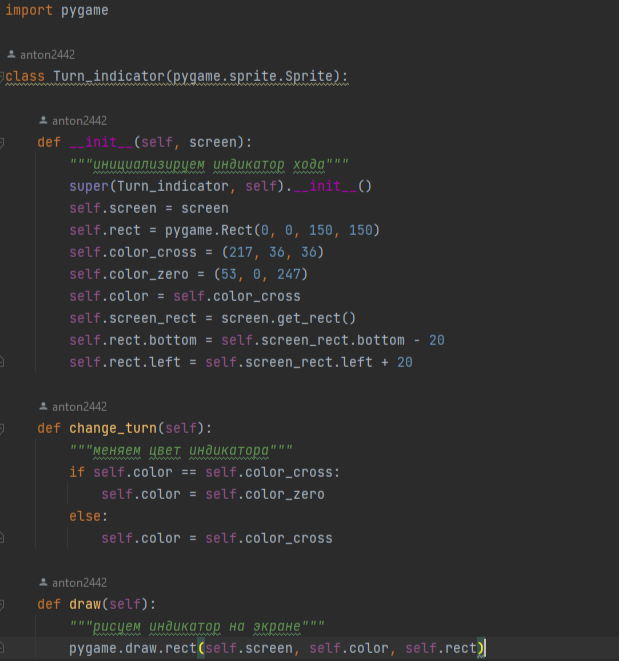 import pygame
anton2442
class Turn_indicator(pygame.sprite.Sprite):
anton2442
def __init__(self, screen):
"""инициализируем индикатор хода"""
super(Turn_indicator, self).__init__()
self.screen = screen
self.rect = pygame.Rect(0, 0, 150, 150)
self.color_cross = (217, 36, 36)
self.color_zero = (53, 0, 247)
self.color = self.color_cross
self.screen_rect = screen.get_rect()
self.rect.bottom = self.screen_rect.bottom - 20
self.rect.left = self.screen_rect.left + 20
anton2442
def change_turn(self):
"""меняем цвет индикатора"""
if self.color == self.color_cross:
self.color = self.color_zero
else:
self.color = self.color_cross
anton2442
def draw(self):
"""рисуем индикатор на экране"""
pygame.draw.rect(self.screen, self.color, self.rect)